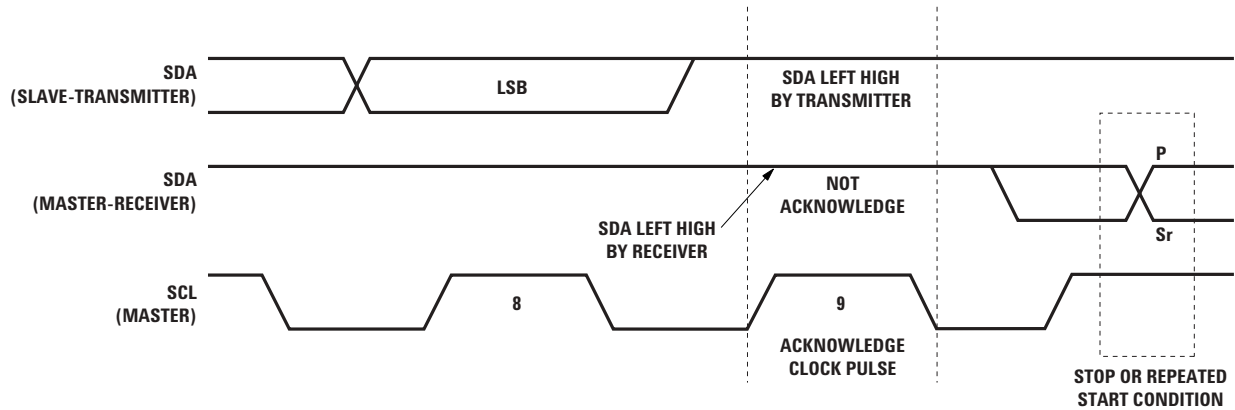 SDA
(SLAVE-TRANSMITTER)
LSB
SDA LEFT HIGH
BY TRANSMITTER
SDA
(MASTER-RECEIVER)
SDA LEFT HIGH
BY RECEIVER
NOT
ACKNOWLEDGE
P
Sr
SCL
(MASTER)
8
9
ACKNOWLEDGE
CLOCK PULSE
STOP OR REPEATED
START CONDITION